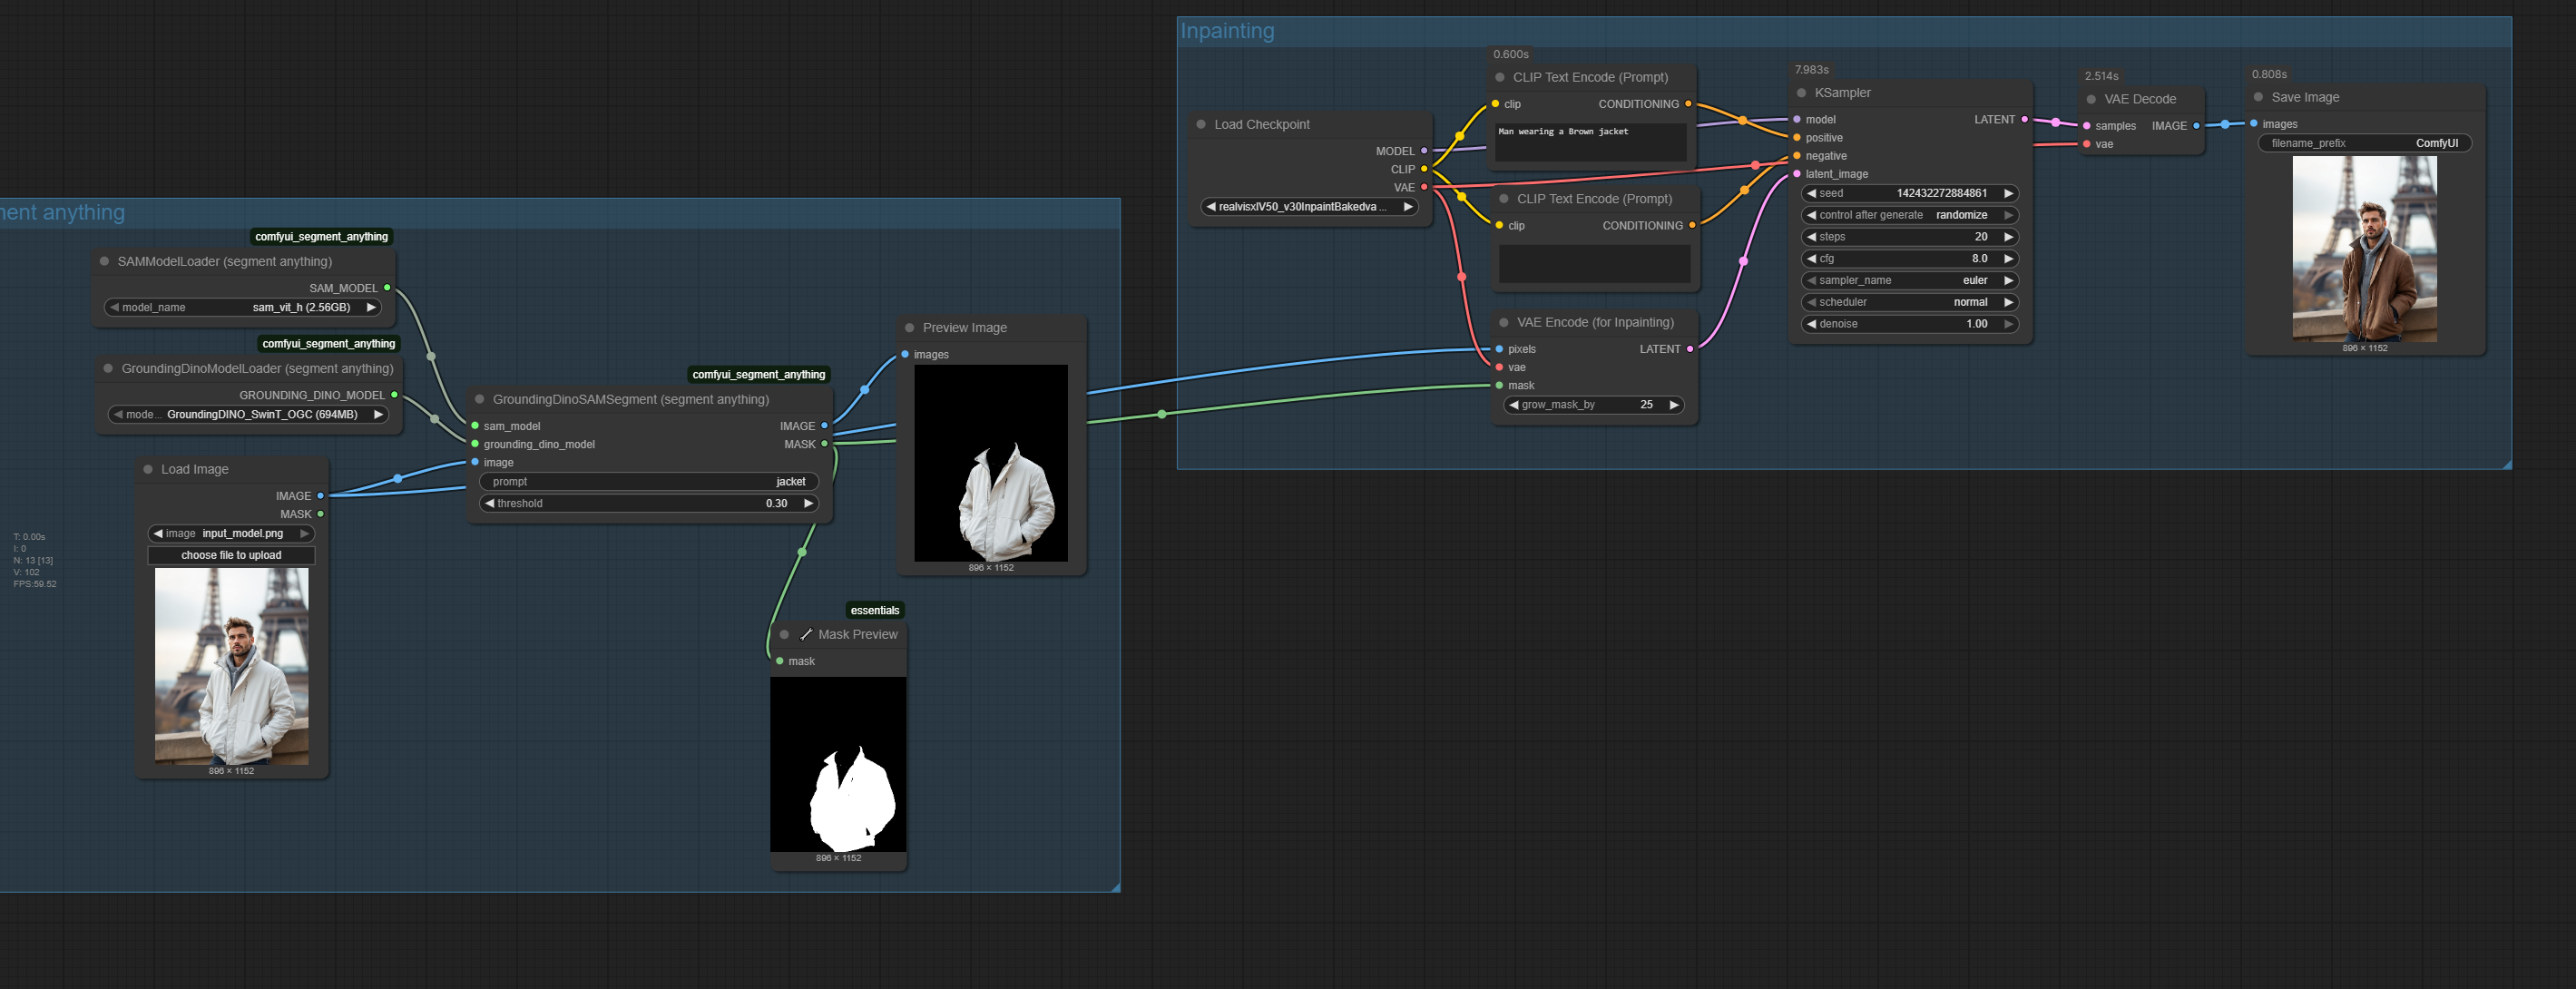 ment anything
comfyui_segment_anything
SAMModelLoader (segment anything)
SAM_MODEL
model_name sam_vit_h (2.56GB)
comfyui_segment_anything
GroundingDinoModelLoader (segment anything)
GROUNDING_DINO_MODEL
mode... GroundingDINO_SwinT_OGC (694MB)
Load Image
IMAGE
MASK
image input_model.png
choose file to upload
896 × 1152
T: 0.00s
I: 0
N: 13 [13]
V: 102
FPS:59.52
comfyui_segment_anything
GroundingDinoSAMSegment (segment anything)
sam_model IMAGE
grounding_dino_model MASK
image
prompt jacket
threshold 0.30
Preview Image
images
896 × 1152
essentials
Mask Preview
mask
896 × 1152
Inpainting
Load Checkpoint
MODEL
CLIP
VAE
realvisxlV50_v30InpaintBakedva ...
0.600s
CLIP Text Encode (Prompt)
clip CONDITIONING
Man wearing a Brown jacket
CLIP Text Encode (Prompt)
clip CONDITIONING
VAE Encode (for Inpainting)
pixels LATENT
vae
mask
grow_mask_by 25
7.983s
KSampler
model LATENT
positive
negative
latent_image
seed 142432272884861
control after generate randomize
steps 20
cfg 8.0
sampler_name euler
scheduler normal
denoise 1.00
2.514s
VAE Decode
samples IMAGE
vae
0.808s
Save Image
images
filename_prefix ComfyUI
896 × 1152